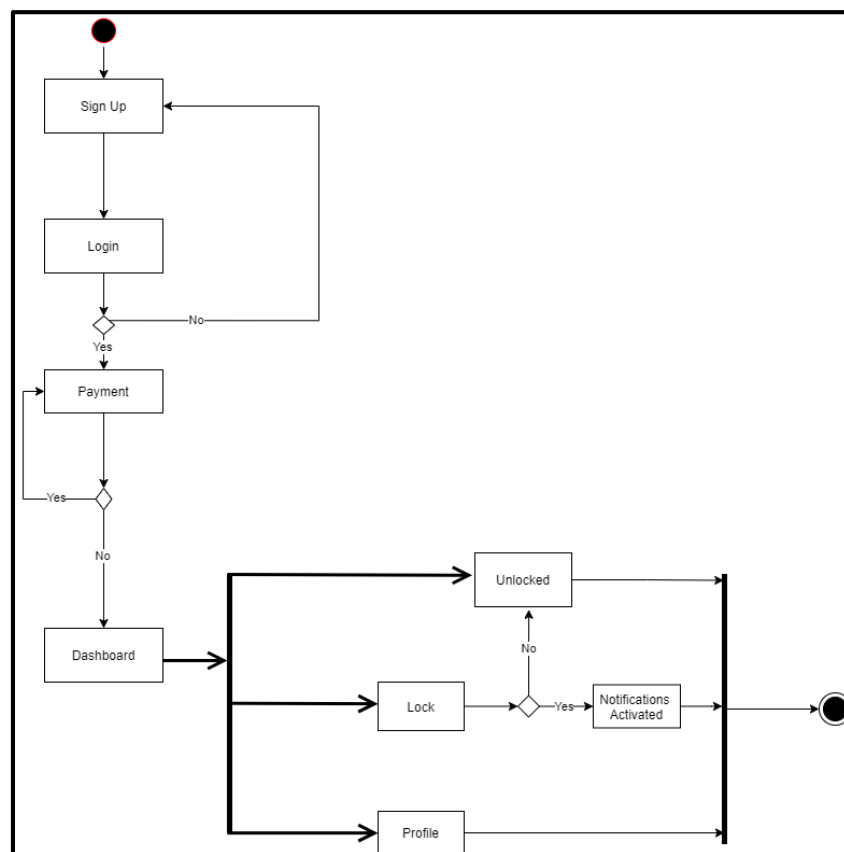 Sign Up
Login
No
Yes
Payment
Yes
No
Unlocked
Dashboard
No
Lock
Yes
Notifications
Activated
Profile